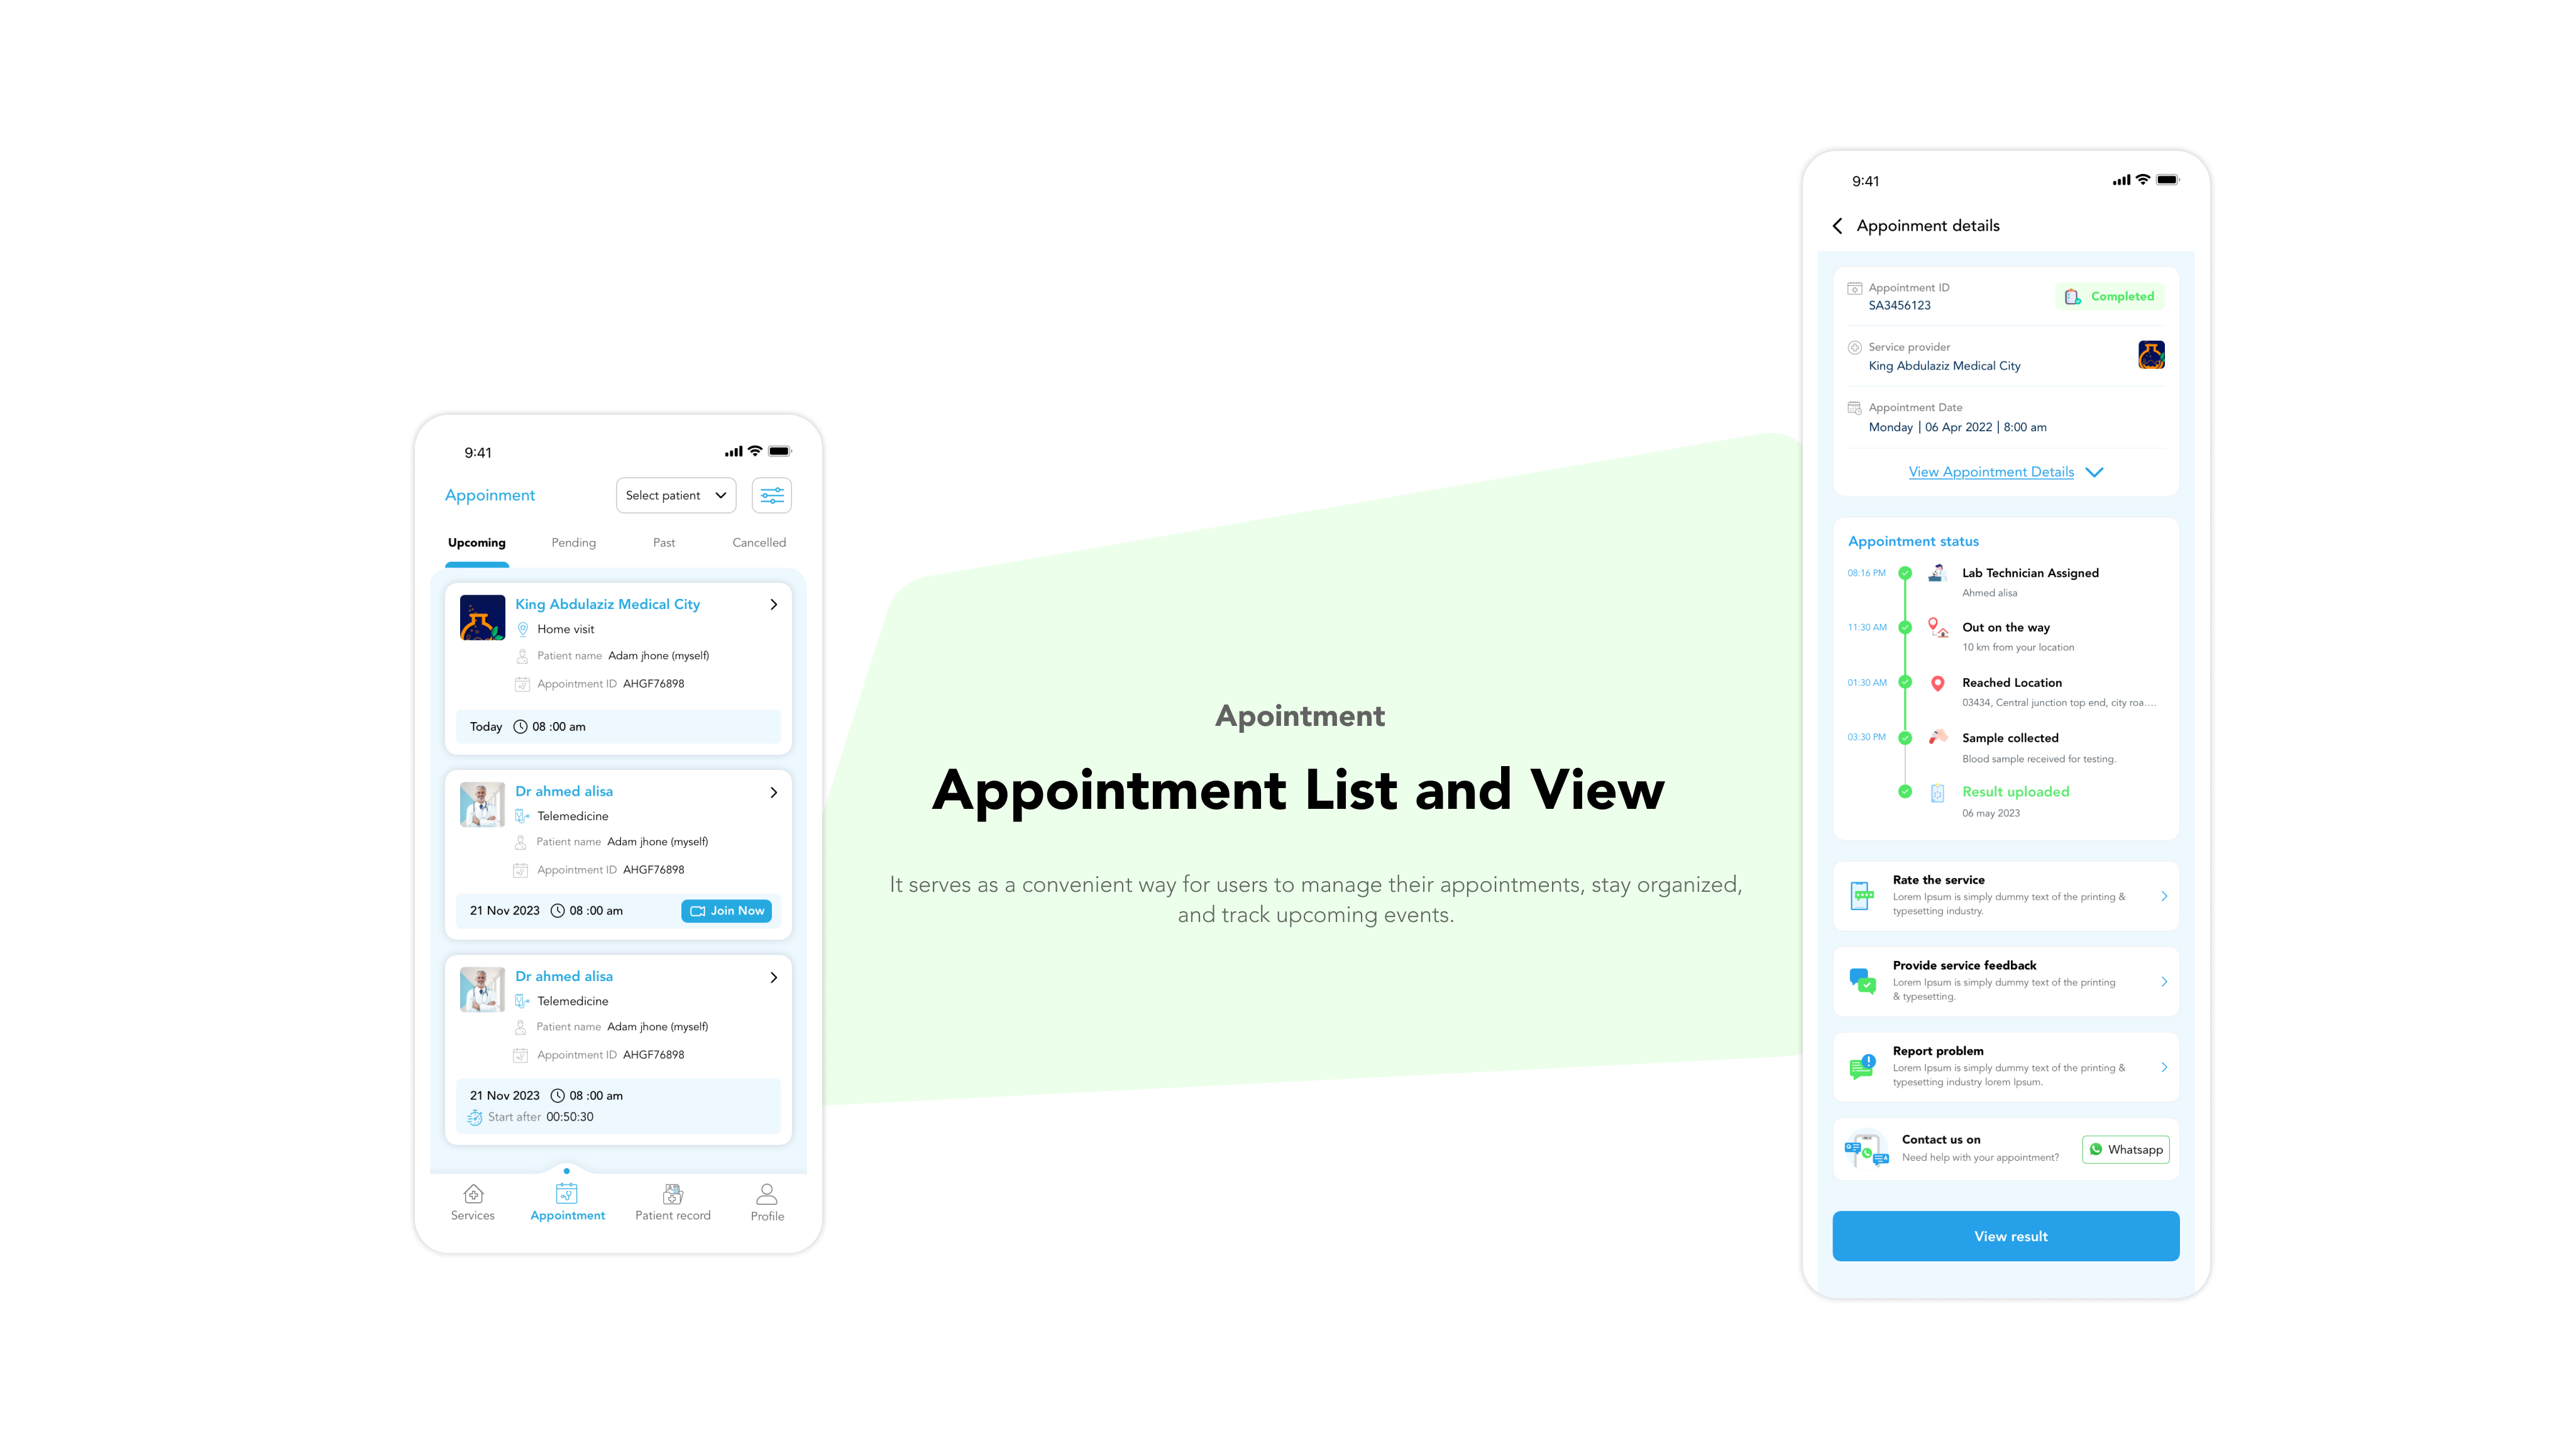 9:41
Appoinment
Select patient
Upcoming
Pending
Past
Cancelled
King Abdulaziz Medical City
Home visit
Patient name Adam jhone (myself)
Appointment ID AHGF76898
Today 08 :00 am
Dr ahmed alisa
Telemedicine
Patient name Adam jhone (myself)
Appointment ID AHGF76898
21 Nov 2023 08 :00 am Join Now
Dr ahmed alisa
Telemedicine
Patient name Adam jhone (myself)
Appointment ID AHGF76898
21 Nov 2023 08 :00 am
Start after 00:50:30
Services
Appointment
Patient record
Profile
Apointment
Appointment List and View
It serves as a convenient way for users to manage their appointments, stay organized,
and track upcoming events.
9:41
Appoinment details
Appointment ID
SA3456123
Completed
Service provider
King Abdulaziz Medical City
Appointment Date
Monday | 06 Apr 2022 | 8:00 am
View Appointment Details
Appointment status
08:16 PM Lab Technician Assigned
Ahmed alisa
11:30 AM Out on the way
10 km from your location
01:30 AM Reached Location
03434, Central junction top end, city roa....
03:30 PM Sample collected
Blood sample received for testing.
Result uploaded
06 may 2023
Rate the service
Lorem Ipsum is simply dummy text of the printing &
typesetting industry.
Provide service feedback
Lorem Ipsum is simply dummy text of the printing
& typesetting.
Report problem
Lorem Ipsum is simply dummy text of the printing &
typesetting industry lorem Ipsum.
Contact us on
Need help with your appointment?
Whatsapp
View result